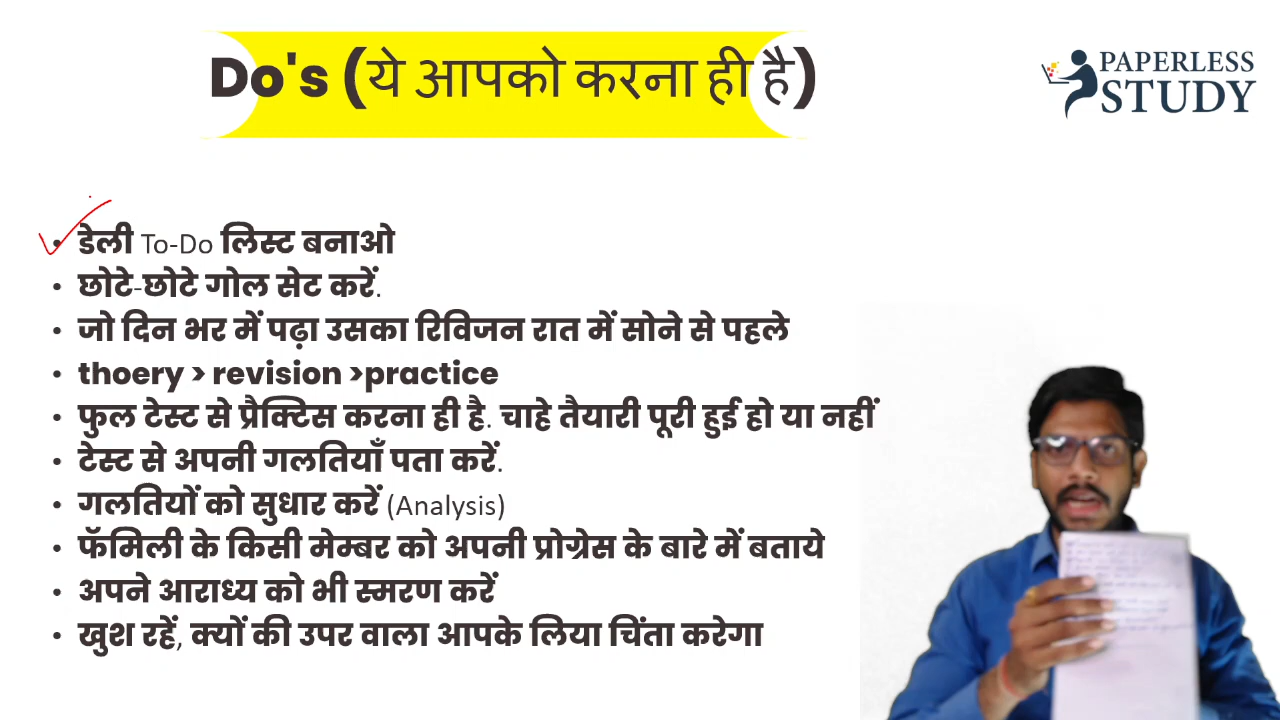 Do's (ये आपको करना ही है)
PAPERLESS
STUDY
• डेली To-Do लिस्ट बनाओ
• छोटे-छोटे गोल सेट करें.
• जो दिन भर में पढ़ा उसका रिविजन रात में सोने से पहले
• thoery > revision >practice
• फुल टेस्ट से प्रैक्टिस करना ही है. चाहे तैयारी पूरी हुई हो या नहीं
• टेस्ट से अपनी गलतियाँ पता करें.
• गलतियों को सुधार करें (Analysis)
• फॅमिली के किसी मेम्बर को अपनी प्रोग्रेस के बारे में बताये
• अपने आराध्य को भी स्मरण करें
• खुश रहें, क्यों की उपर वाला आपके लिया चिंता करेगा